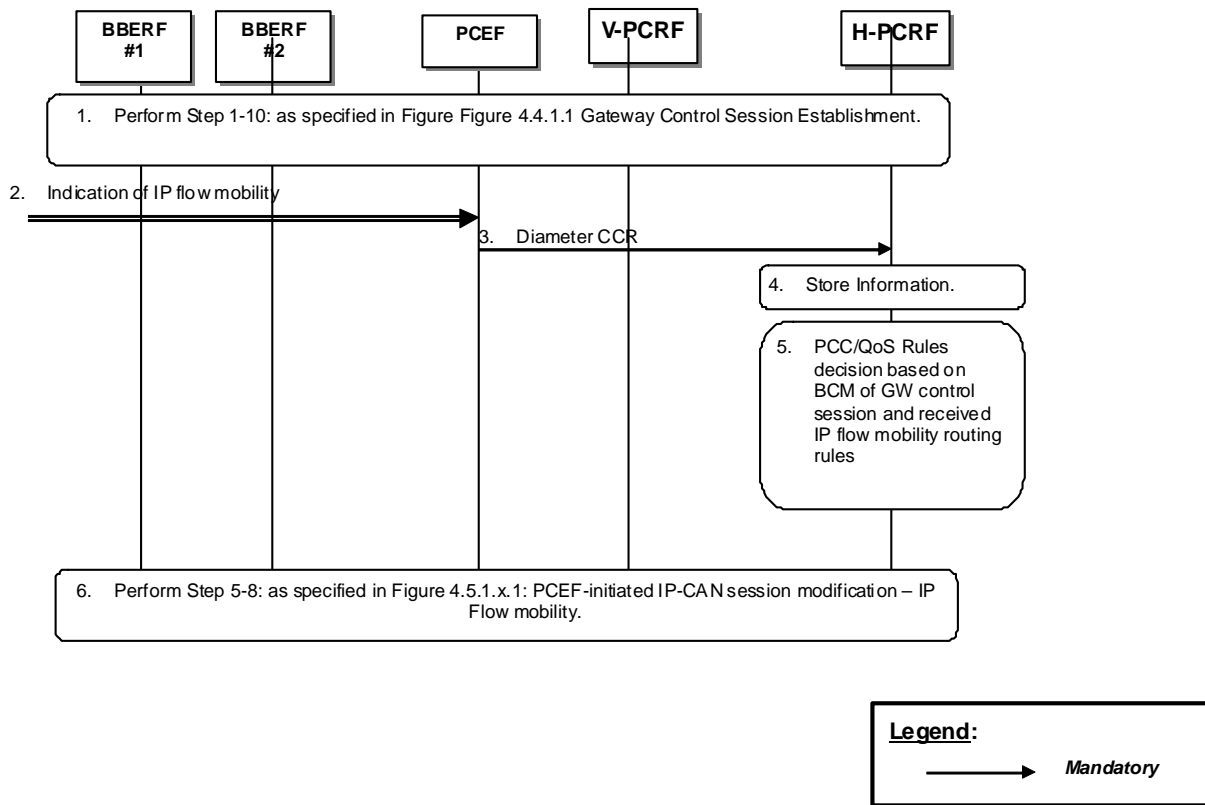 BBERF
#1
BBERF
#2
PCEF
V-PCRF
H-PCRF
1. Perform Step 1-10: as specified in Figure Figure 4.4.1.1 Gateway Control Session Establishment.
2. Indication of IP flow mobility
3. Diameter CCR
4. Store Information.
5. PCC/QoS Rules
decision based on
BCM of GW control
session and received
IP flow mobility routing
rules
6. Perform Step 5-8: as specified in Figure 4.5.1.x.1: PCEF-initiated IP-CAN session modification – IP
Flow mobility.
Legend:
Mandatory